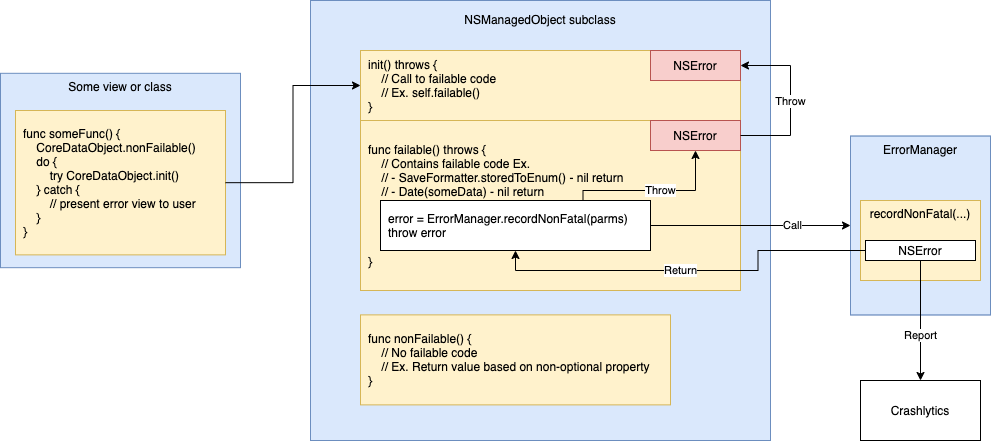 NSManagedObject subclass
Some view or class
func someFunc() {
CoreDataObject.nonFailable()
do {
try CoreDataObject.init()
} catch {
// present error view to user
}
}
init() throws {
// Call to failable code
// Ex. self.failable()
}
NSError
Throw
NSError
func failable() throws {
// Contains failable code Ex.
// - SaveFormatter.storedToEnum() - nil return
// - Date(someData) - nil return
Throw
error = ErrorManager.recordNonFatal(parms)
throw error
}
Call
Return
ErrorManager
recordNonFatal(...)
NSError
Report
Crashlytics
func nonFailable() {
// No failable code
// Ex. Return value based on non-optional property
}